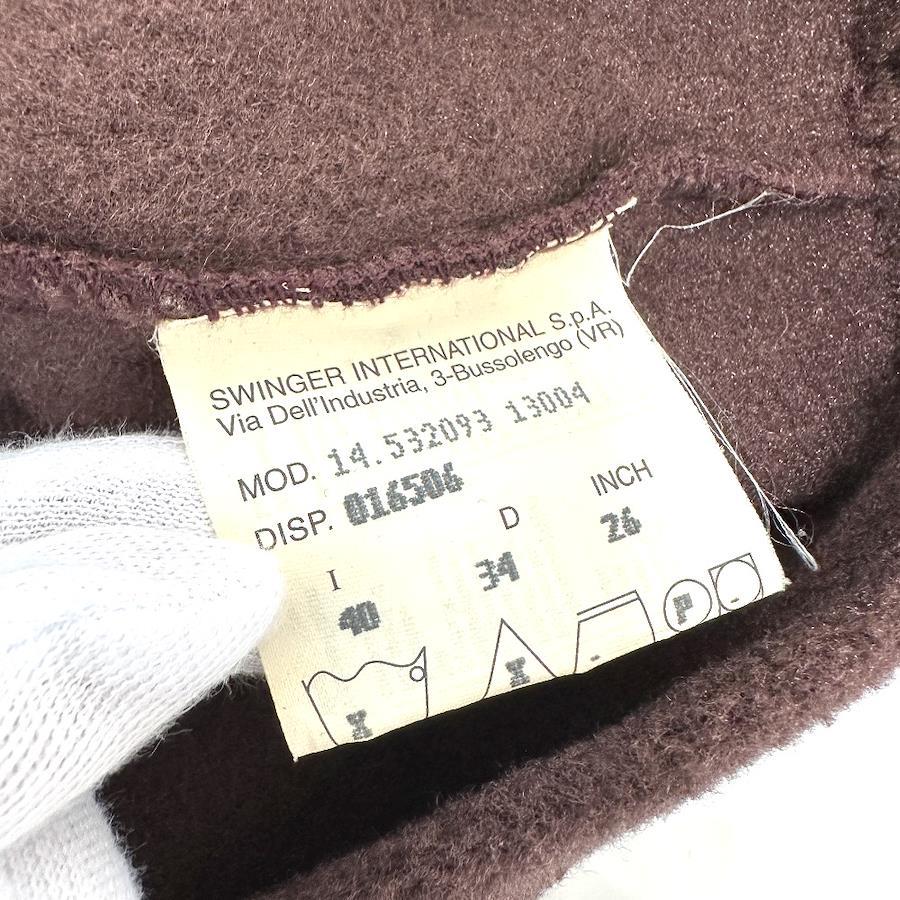 SWINGER INTERNATIONAL S.p.A.
Via Dell'Industria, 3-Bussolengo (VR)
MOD. 14.532093 13004
DISP. 016506
I D INCH
40 34 26
X X . P .